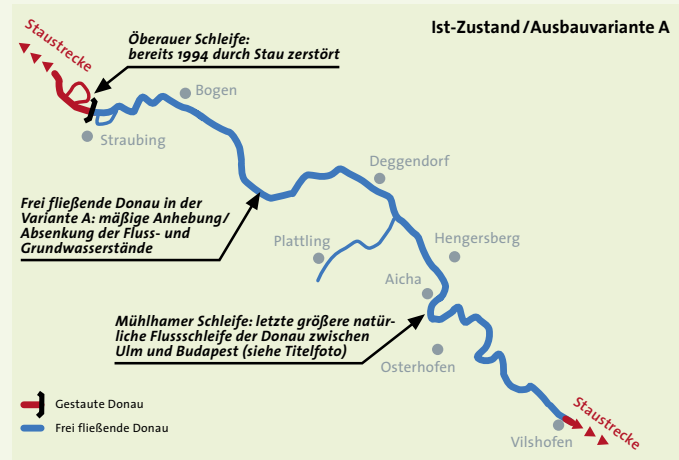 Ist-Zustand/Ausbauvariante A
Staustrecke
Öberauer Schleife:
bereits 1994 durch Stau zerstört
Bogen
Straubing
Deggendorf
Frei fließende Donau in der
Variante A: mäßige Anhebung/
Absenkung der Fluss- und
Grundwasserstände
Plattling
Hengersberg
Aicha
Mühlhamer Schleife: letzte größere natür-
liche Flussschleife der Donau zwischen
Ulm und Budapest (siehe Titelfoto)
Osterhofen
Gestaute Donau
Frei fließende Donau
Staustrecke
Vilshofen